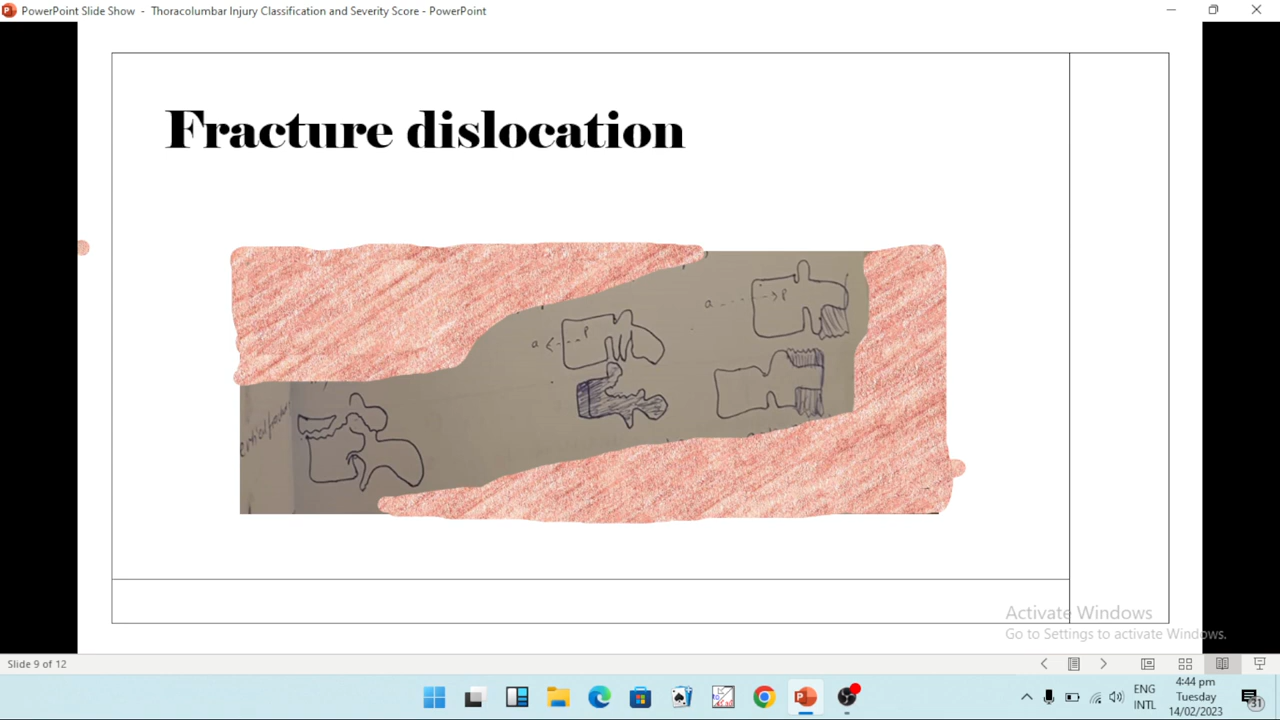 PowerPoint Slide Show - Thoracolumbar Injury Classification and Severity Score - PowerPoint
Fracture dislocation
a P
a P
Activate Windows
Go to Settings to activate Windows.
Slide 9 of 12
4:44 pm
ENG
Tuesday
INTL
14/02/2023
31